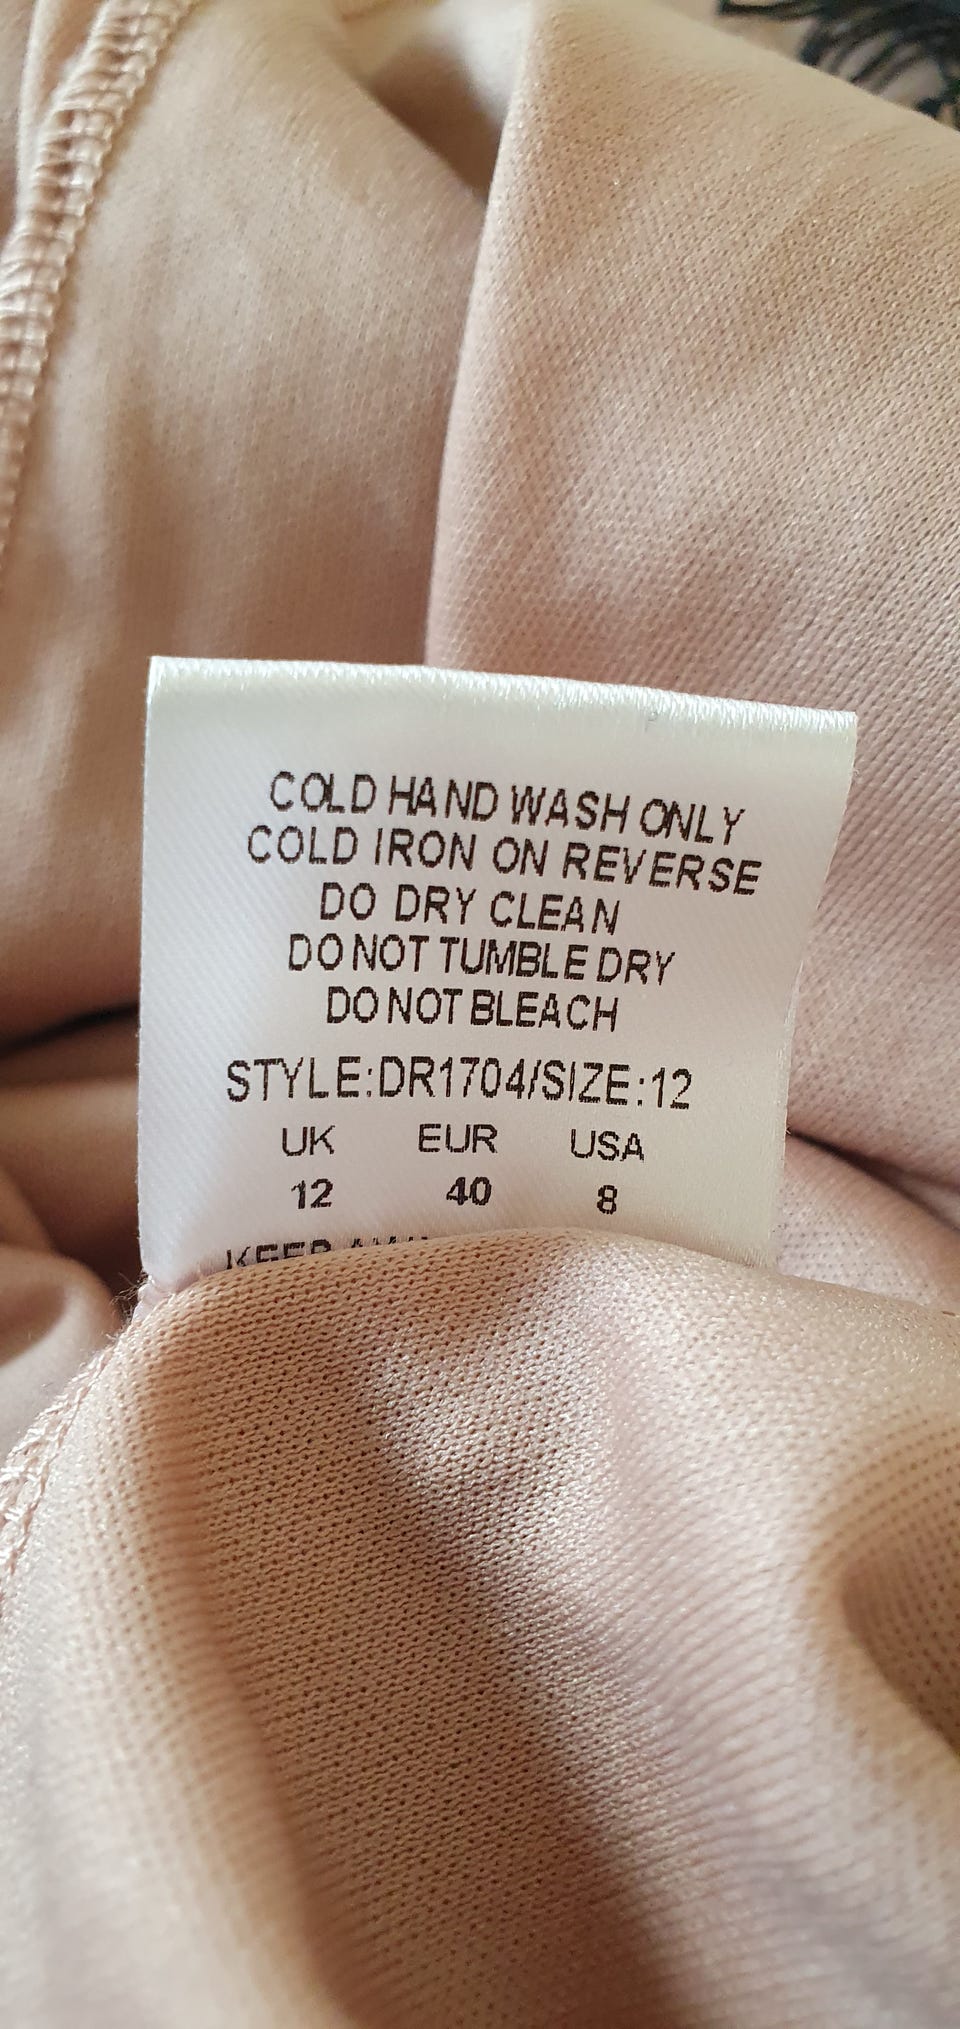 COLD HAND WASH ONLY
COLD IRON ON REVERSE
DO DRY CLEAN
DO NOT TUMBLE DRY
DO NOT BLEACH
STYLE:DR1704/SIZE:12
UK EUR USA
12 40 8
KEEP